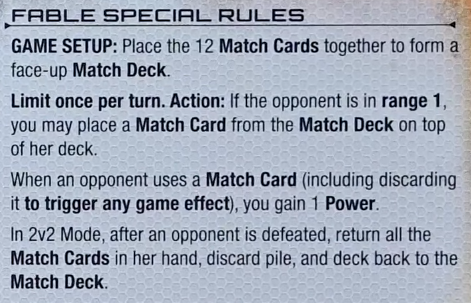 FABLE SPECIAL RULES
GAME SETUP: Place the 12 Match Cards together to form a
face-up Match Deck.
Limit once per turn. Action: If the opponent is in range 1,
you may place a Match Card from the Match Deck on top
of her deck.
When an opponent uses a Match Card (including discarding
it to trigger any game effect), you gain 1 Power.
In 2v2 Mode, after an opponent is defeated, return all the
Match Cards in her hand, discard pile, and deck back to the
Match Deck.